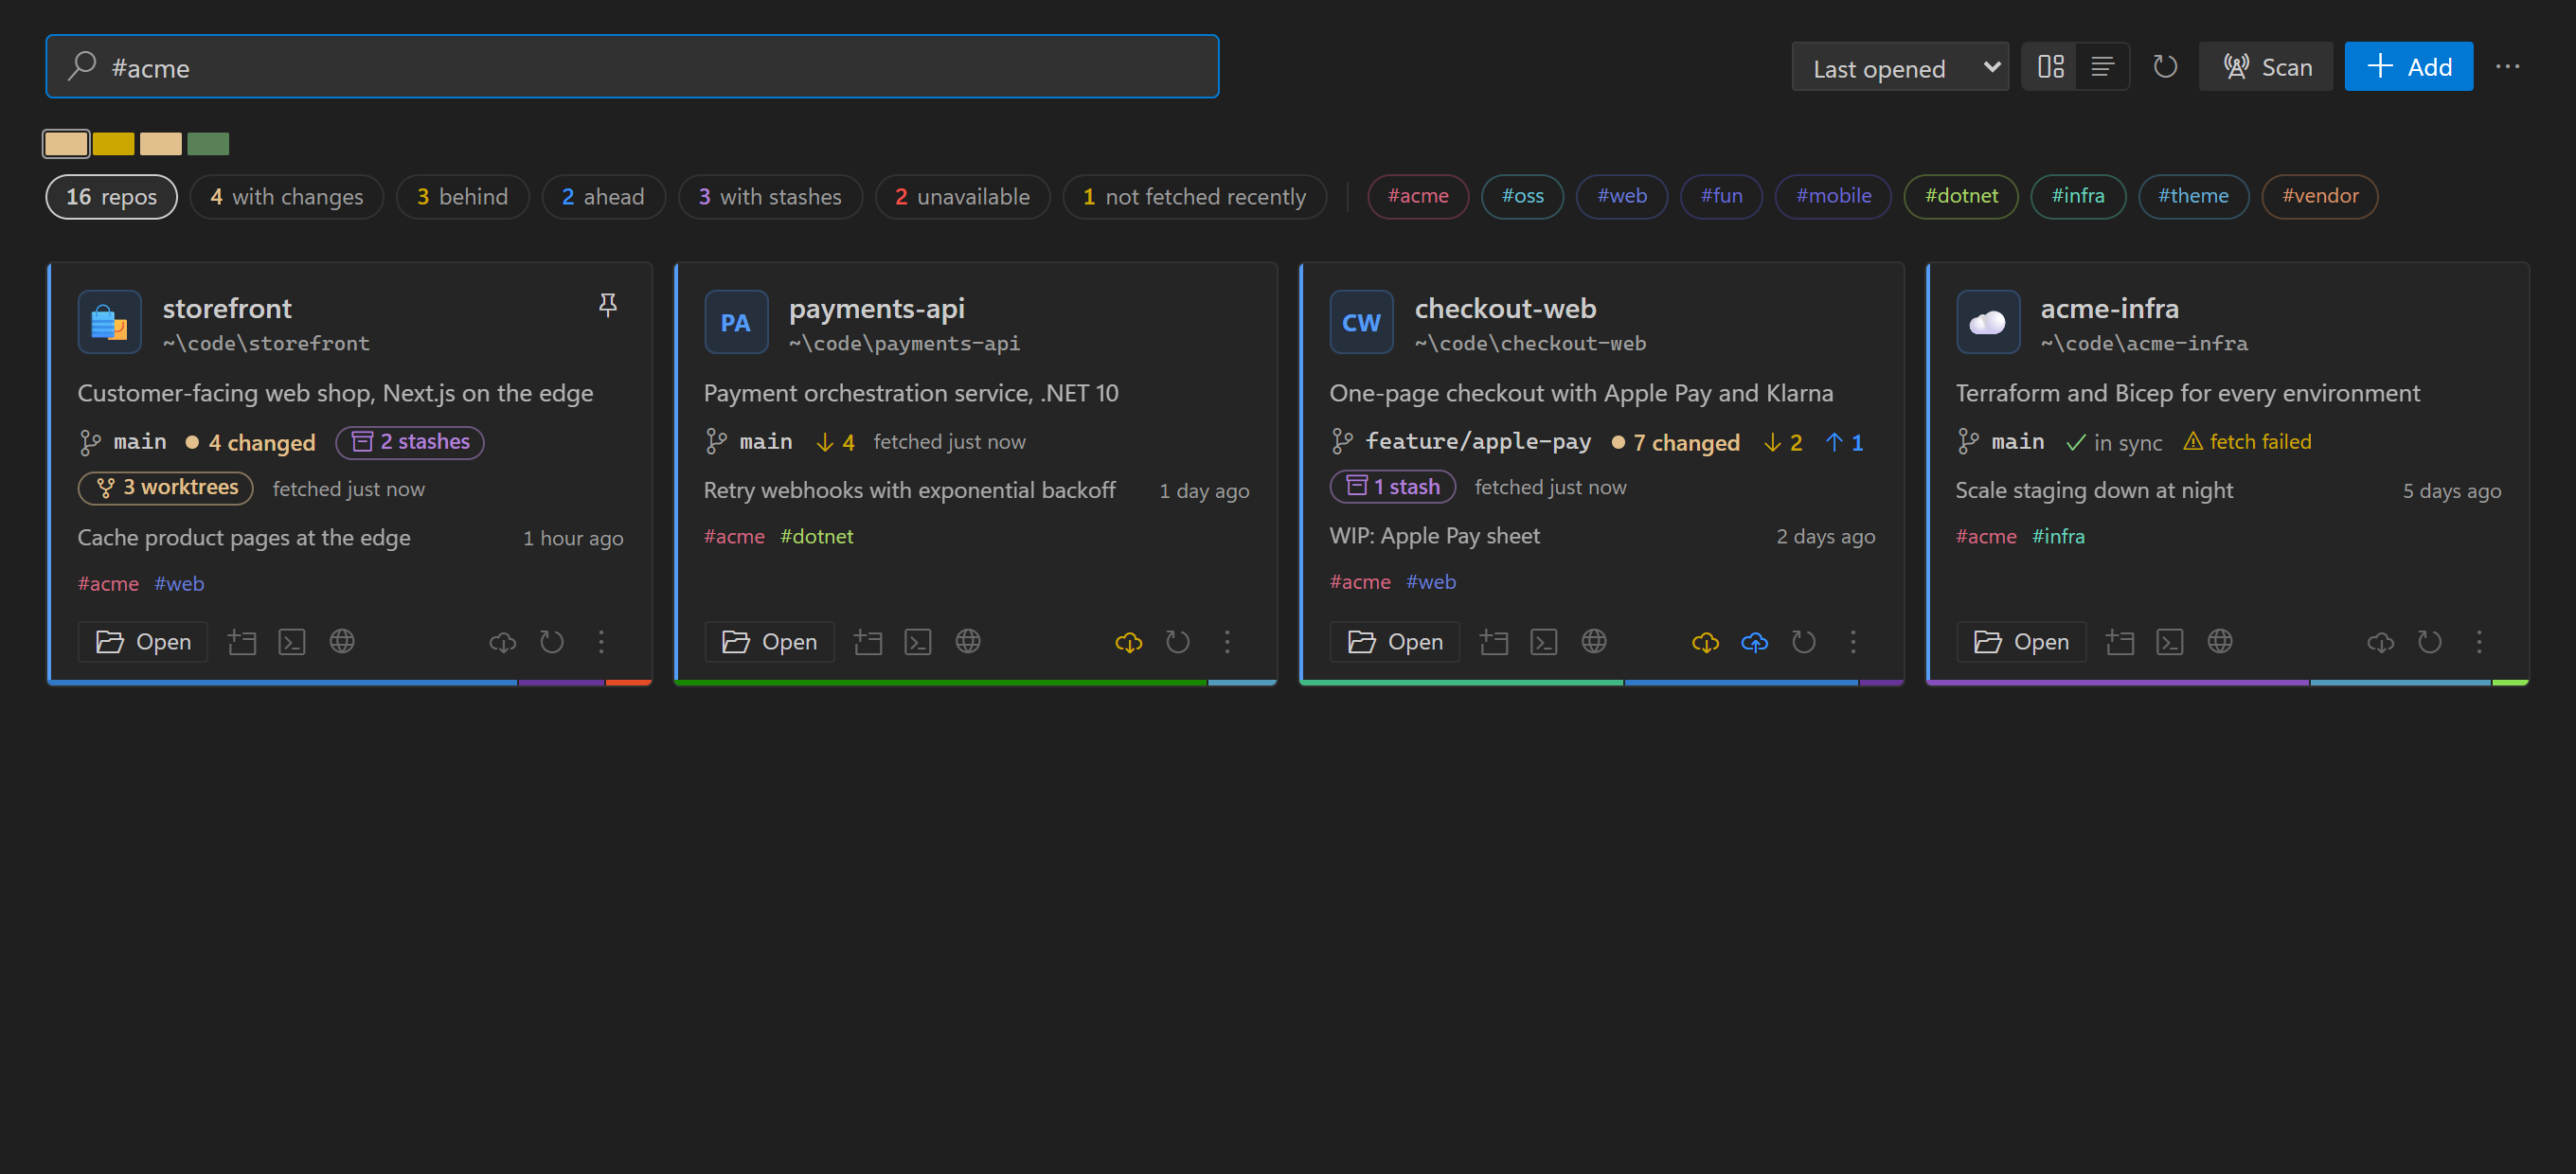 #acme
Last opened
Scan
Add
16 repos
4 with changes
3 behind
2 ahead
3 with stashes
2 unavailable
1 not fetched recently
#acme
#oss
#web
#fun
#mobile
#dotnet
#infra
#theme
#vendor
storefront
~\code\storefront
Customer-facing web shop, Next.js on the edge
main 4 changed 2 stashes
3 worktrees fetched just now
Cache product pages at the edge 1 hour ago
#acme #web
Open
PA
payments-api
~\code\payments-api
Payment orchestration service, .NET 10
main ↓ 4 fetched just now
Retry webhooks with exponential backoff 1 day ago
#acme #dotnet
Open
CW
checkout-web
~\code\checkout-web
One-page checkout with Apple Pay and Klarna
feature/apple-pay 7 changed ↓ 2 ↑ 1
1 stash fetched just now
WIP: Apple Pay sheet 2 days ago
#acme #web
Open
acme-infra
~\code\acme-infra
Terraform and Bicep for every environment
main ✓ in sync ⚠ fetch failed
Scale staging down at night 5 days ago
#acme #infra
Open